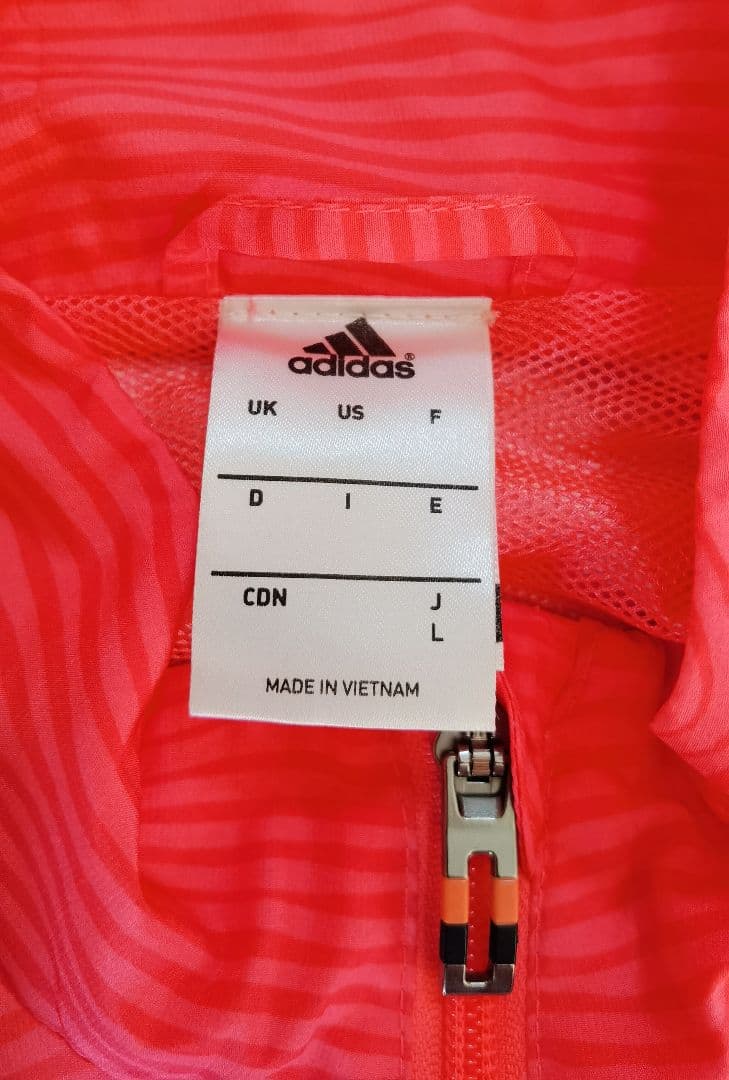 adidas®
UK US F
D I E
CDN J
L
MADE IN VIETNAM